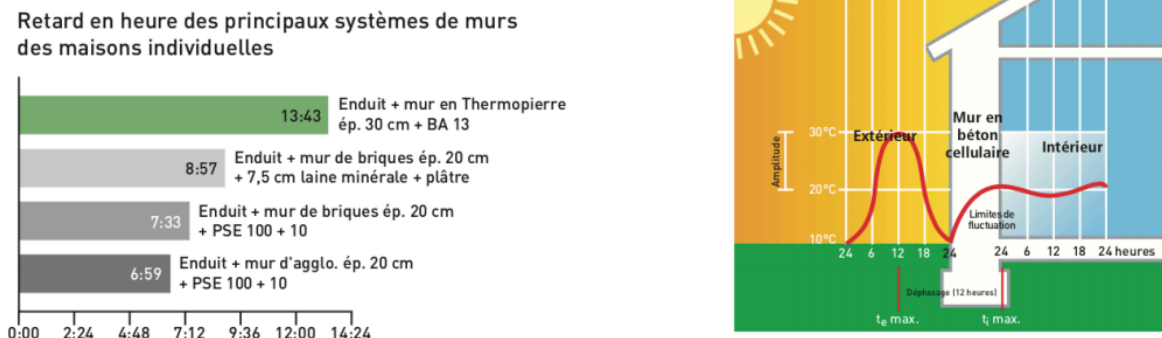 Retard en heure des principaux systèmes de murs
des maisons individuelles
13:43
Enduit + mur en Thermopierre
ép. 30 cm + BA 13
8:57
Enduit + mur de briques ép. 20 cm
+ 7,5 cm laine minérale + plâtre
7:33
Enduit + mur de briques ép. 20 cm
+ PSE 100 + 10
6:59
Enduit + mur d'agglo. ép. 20 cm
+ PSE 100 + 10
0:00 2:24 4:48 7:12 9:36 12:00 14:24
Amplitude
30°C
20°C
10°C
Extérieur
Mur en
béton
cellulaire
Intérieur
Limites de
fluctuation
24 6 12 18 24
24 6 12 18 24 heures
Déphasage (12 heures)
te max.
ti max.